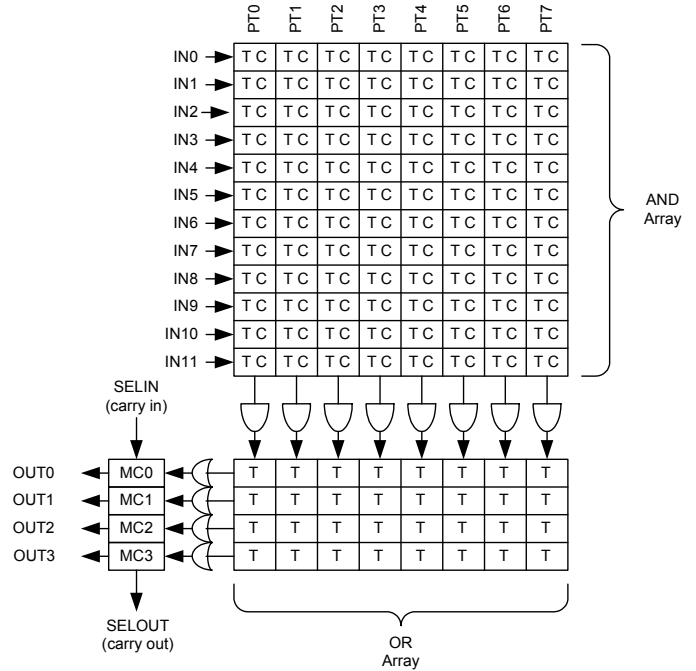 PT0 PT1 PT2 PT3 PT4 PT5 PT6 PT7
IN0 T C T C T C T C T C T C T C T C
IN1 T C T C T C T C T C T C T C T C
IN2 T C T C T C T C T C T C T C T C
IN3 T C T C T C T C T C T C T C T C
IN4 T C T C T C T C T C T C T C T C
IN5 T C T C T C T C T C T C T C T C
IN6 T C T C T C T C T C T C T C T C
IN7 T C T C T C T C T C T C T C T C
IN8 T C T C T C T C T C T C T C T C
IN9 T C T C T C T C T C T C T C T C
IN10 T C T C T C T C T C T C T C T C
IN11 T C T C T C T C T C T C T C T C
AND
Array
SELIN
(carry in)
OUT0 MC0 T T T T T T T T
OUT1 MC1 T T T T T T T T
OUT2 MC2 T T T T T T T T
OUT3 MC3 T T T T T T T T
SELOUT
(carry out)
OR
Array